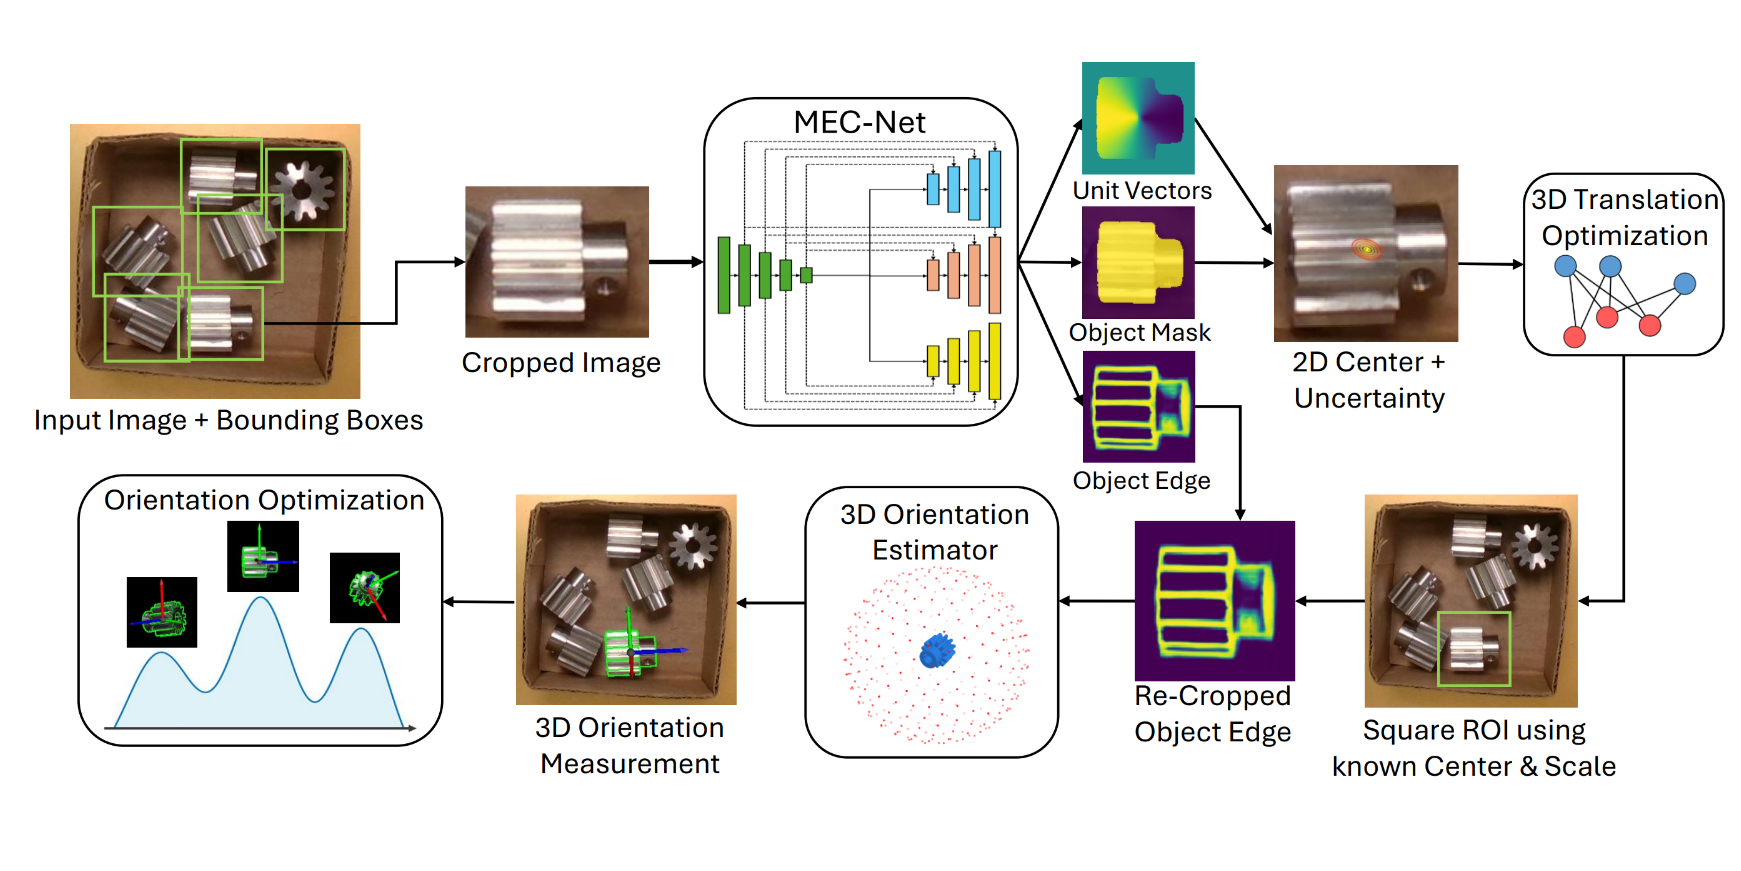 MEC-Net
Input Image + Bounding Boxes
Cropped Image
Unit Vectors
Object Mask
Object Edge
2D Center +
Uncertainty
3D Translation
Optimization
Square ROI using
known Center & Scale
Re-Cropped
Object Edge
3D Orientation
Estimator
3D Orientation
Measurement
Orientation Optimization